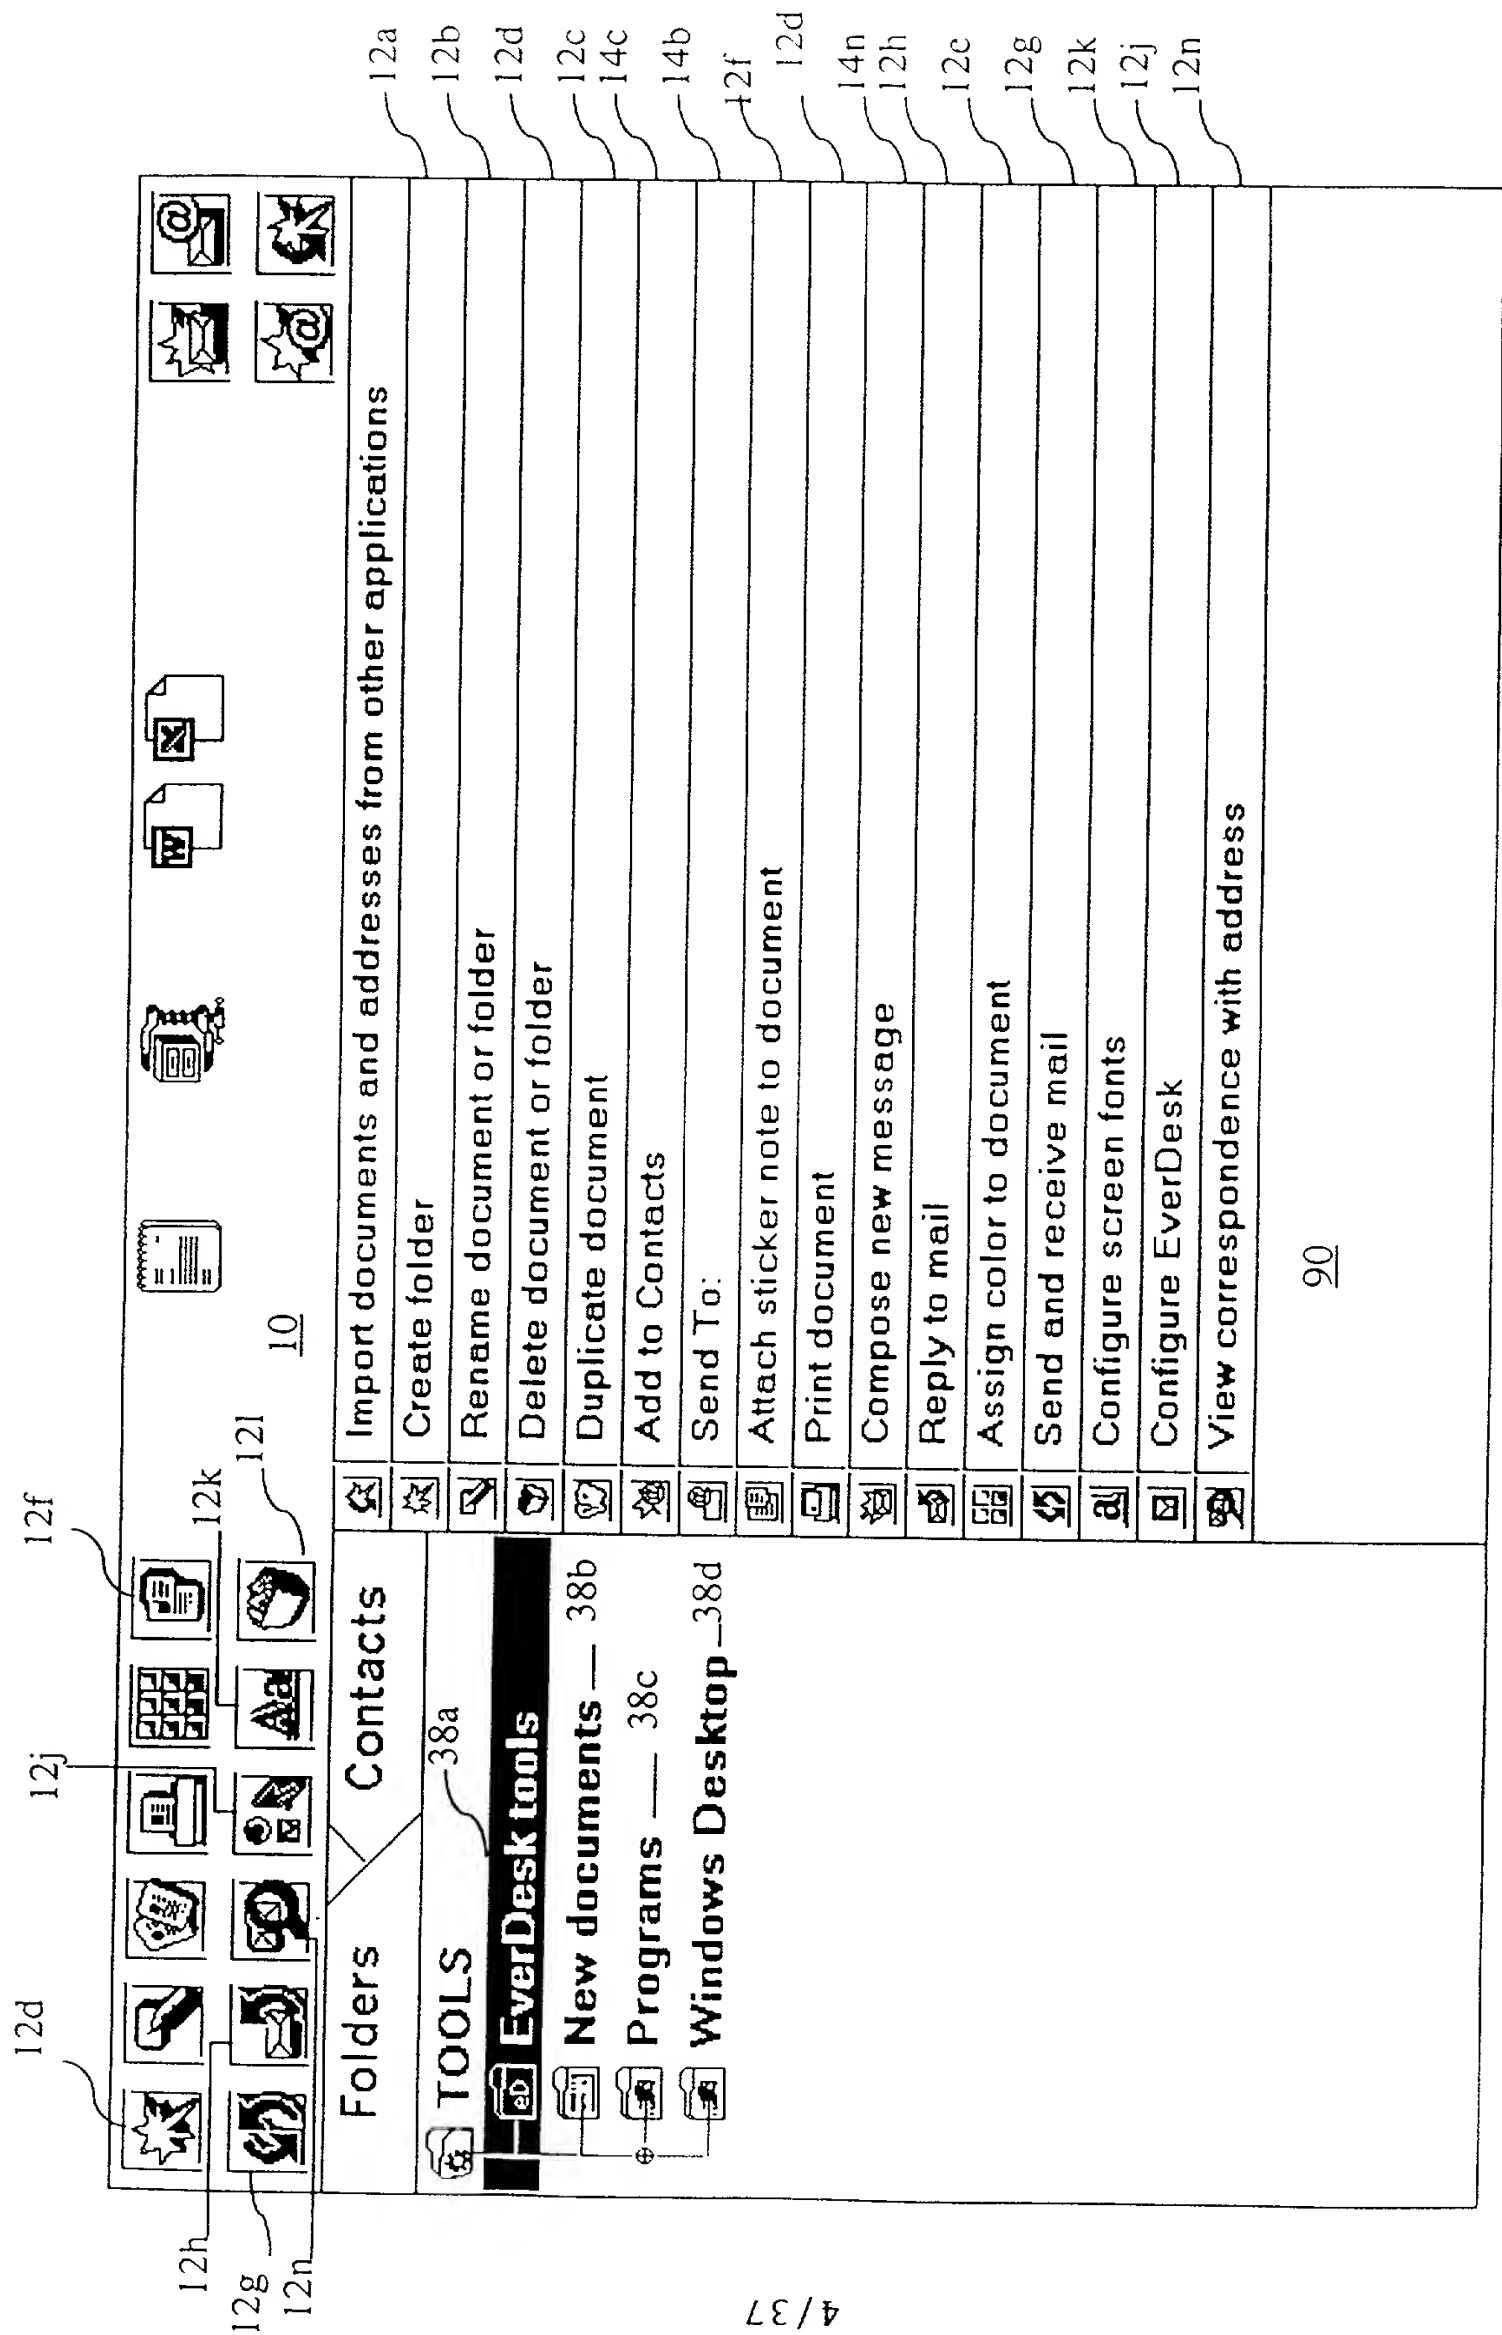 12d
12j
12f
12h
12k
12g
12l
12n
10
Folders
Contacts
TOOLS
38a
EverDesk tools
New documents
38b
Programs
38c
Windows Desktop
38d
Import documents and addresses from other applications
12a
Create folder
12b
Rename document or folder
12d
Delete document or folder
12c
Duplicate document
14c
Add to Contacts
14b
Send To:
12f
Attach sticker note to document
12d
Print document
14n
Compose new message
12h
Reply to mail
12c
Assign color to document
12g
Send and receive mail
12k
Configure screen fonts
12j
Configure EverDesk
12n
View correspondence with address
90
4/37